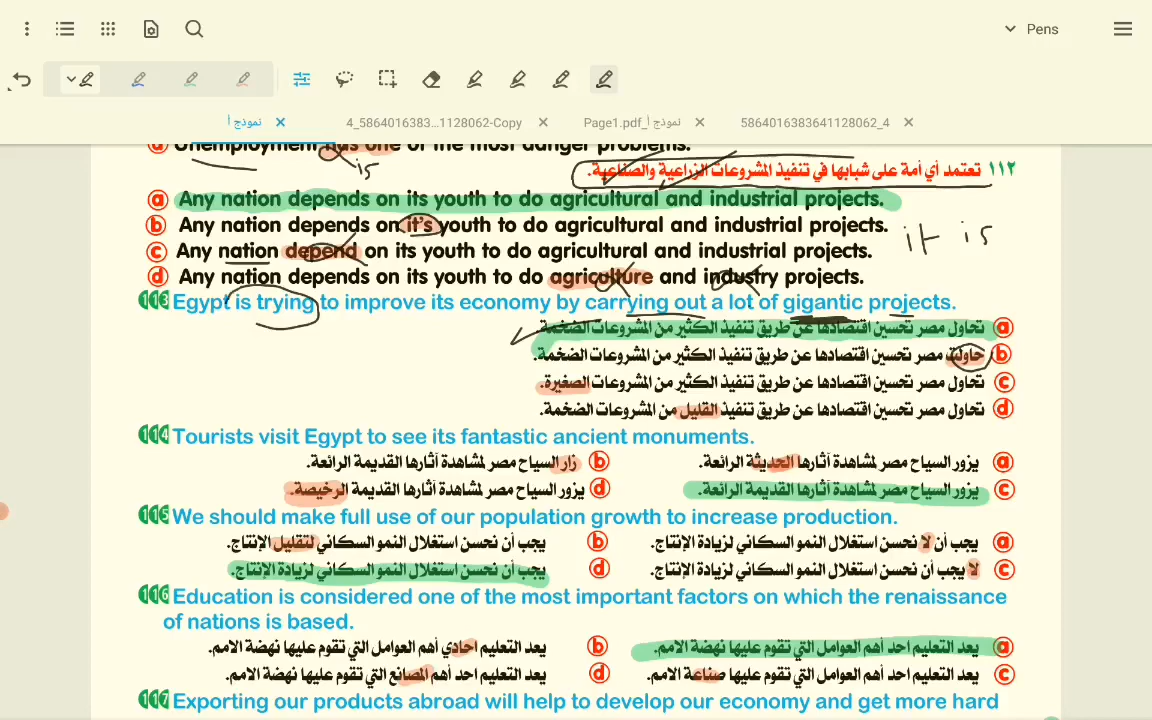 Pens
نموذج أ
4_5864016383...1128062-Copy
Page1.pdf_نموذج أ
5864016383641128062_4
a Unemployment has one of the most danger problems.
is
١١٢ تعتمد أي أمة على شبابها في تنفيذ المشروعات الزراعية والصناعية.
a Any nation depends on its youth to do agricultural and industrial projects.
b Any nation depends on it's youth to do agricultural and industrial projects.
it is
c Any nation depend on its youth to do agricultural and industrial projects.
d Any nation depends on its youth to do agriculture and industry projects.
113 Egypt is trying to improve its economy by carrying out a lot of gigantic projects.
a تحاول مصر تحسين اقتصادها عن طريق تنفيذ الكثير من المشروعات الضخمة.
b حاولت مصر تحسين اقتصادها عن طريق تنفيذ الكثير من المشروعات الضخمة.
c تحاول مصر تحسين اقتصادها عن طريق تنفيذ الكثير من المشروعات الصغيرة.
d تحاول مصر تحسين اقتصادها عن طريق تنفيذ القليل من المشروعات الضخمة.
114 Tourists visit Egypt to see its fantastic ancient monuments.
a يزور السياح مصر لمشاهدة آثارها الحديثة الرائعة.
b زار السياح مصر لمشاهدة آثارها القديمة الرائعة.
c يزور السياح مصر لمشاهدة آثارها القديمة الرائعة.
d يزور السياح مصر لمشاهدة آثارها القديمة الرخيصة.
115 We should make full use of our population growth to increase production.
a يجب أن لا نحسن استغلال النمو السكاني لزيادة الإنتاج.
b يجب أن نحسن استغلال النمو السكاني لتقليل الإنتاج.
c لا يجب أن نحسن استغلال النمو السكاني لزيادة الإنتاج.
d يجب أن نحسن استغلال النمو السكاني لزيادة الإنتاج.
116 Education is considered one of the most important factors on which the renaissance
of nations is based.
a يعد التعليم احد أهم العوامل التي تقوم عليها نهضة الامم.
b يعد التعليم احادي أهم العوامل التي تقوم عليها نهضة الامم.
c يعد التعليم احد أهم العوامل التي تقوم عليها صناعة الامم.
d يعد التعليم احد أهم المصانع التي تقوم عليها نهضة الامم.
117 Exporting our products abroad will help to develop our economy and get more hard